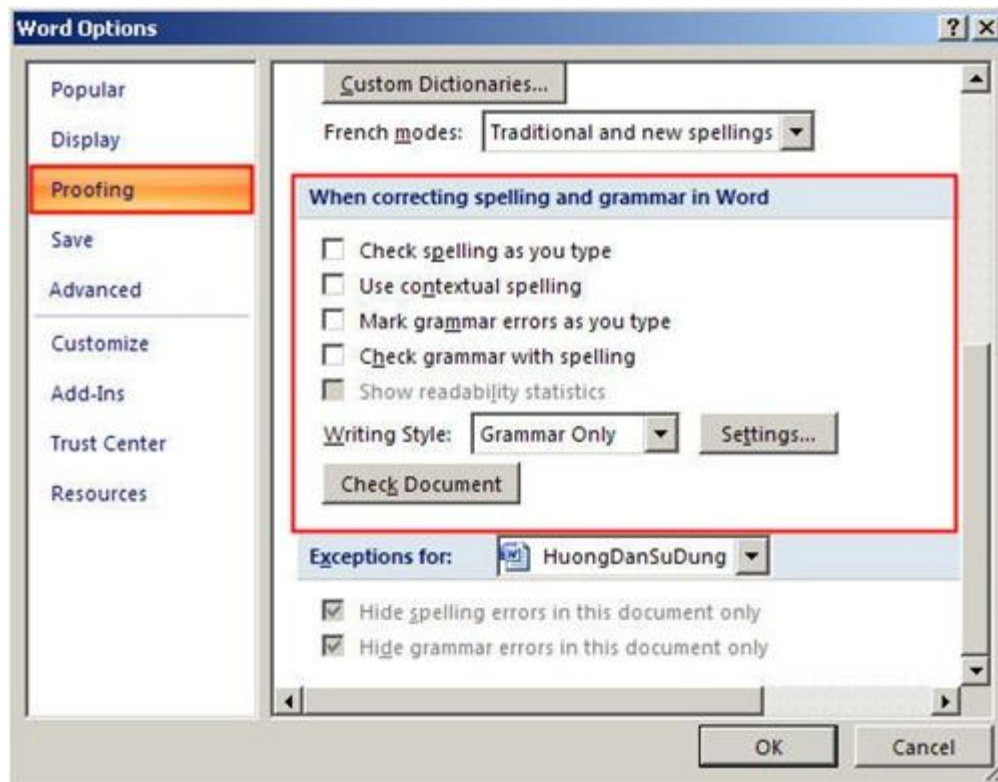 Word Options
Popular
Display
Proofing
Save
Advanced
Customize
Add-Ins
Trust Center
Resources
Custom Dictionaries...
French modes: Traditional and new spellings
When correcting spelling and grammar in Word
Check spelling as you type
Use contextual spelling
Mark grammar errors as you type
Check grammar with spelling
Show readability statistics
Writing Style: Grammar Only Settings...
Check Document
Exceptions for: HuongDanSuDung
Hide spelling errors in this document only
Hide grammar errors in this document only
OK Cancel